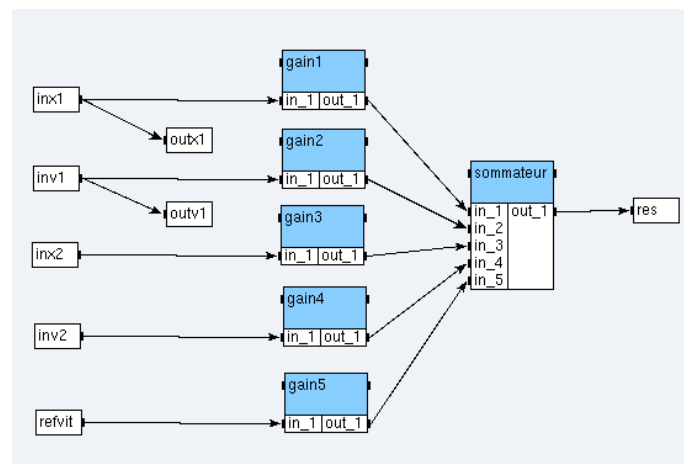 gain1
inx1
in_1 out_1
outx1
gain2
inv1
in_1 out_1
sommateur
outv1
gain3
in_1 out_1
res
in_2
inx2
in_1 out_1
in_3
in_4
in_5
gain4
inv2
in_1 out_1
gain5
refvit
in_1 out_1